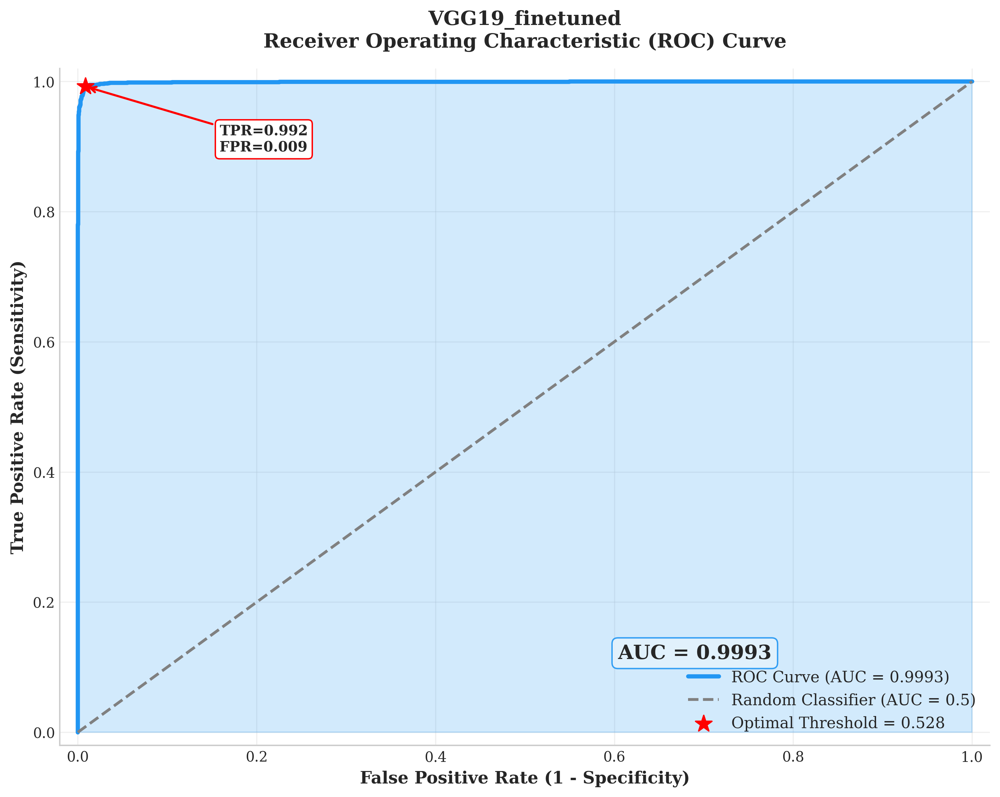 VGG19_finetuned
Receiver Operating Characteristic (ROC) Curve
True Positive Rate (Sensitivity)
1.0
0.8
0.6
0.4
0.2
0.0
TPR=0.992
FPR=0.009
AUC = 0.9993
ROC Curve (AUC = 0.9993)
Random Classifier (AUC = 0.5)
Optimal Threshold = 0.528
0.0 0.2 0.4 0.6 0.8 1.0
False Positive Rate (1 - Specificity)